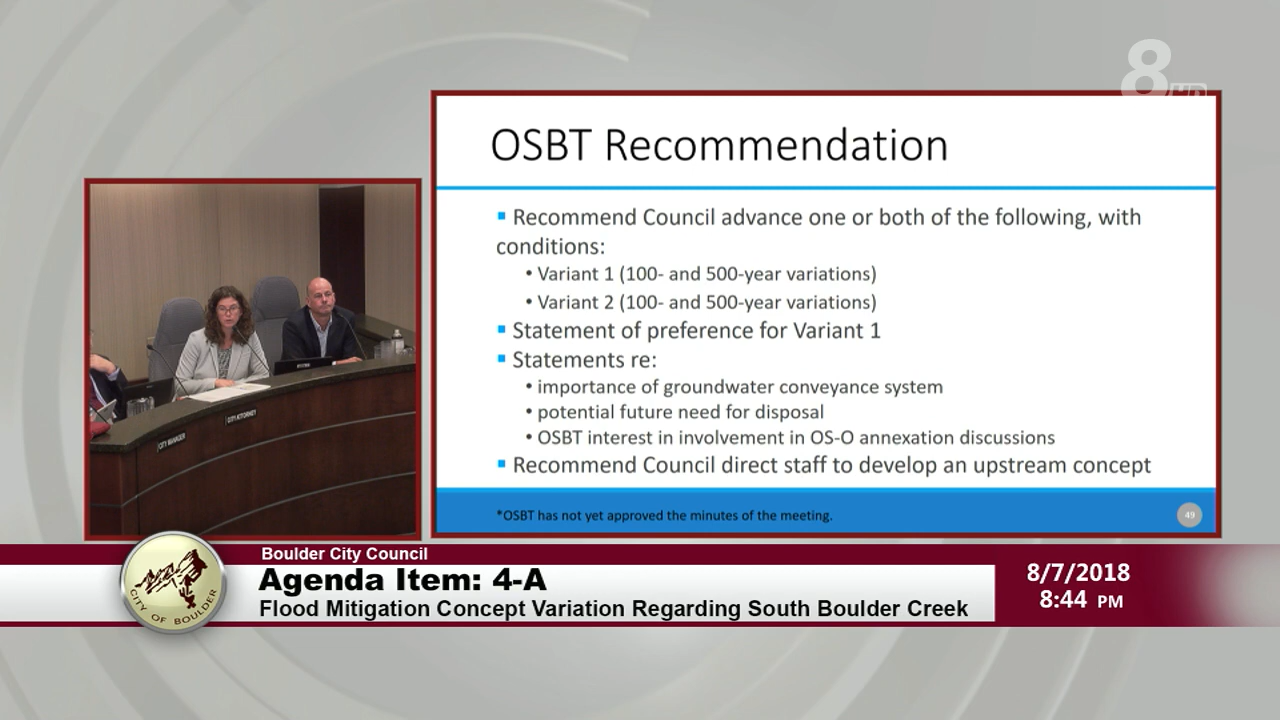 8
HD
OSBT Recommendation
▪ Recommend Council advance one or both of the following, with
conditions:
• Variant 1 (100- and 500-year variations)
• Variant 2 (100- and 500-year variations)
▪ Statement of preference for Variant 1
▪ Statements re:
• importance of groundwater conveyance system
• potential future need for disposal
• OSBT interest in involvement in OS-O annexation discussions
▪ Recommend Council direct staff to develop an upstream concept
*OSBT has not yet approved the minutes of the meeting.
49
CITY MANAGER
CITY ATTORNEY
Boulder City Council
Agenda Item: 4-A
Flood Mitigation Concept Variation Regarding South Boulder Creek
8/7/2018
8:44 PM
CITY OF BOULDER